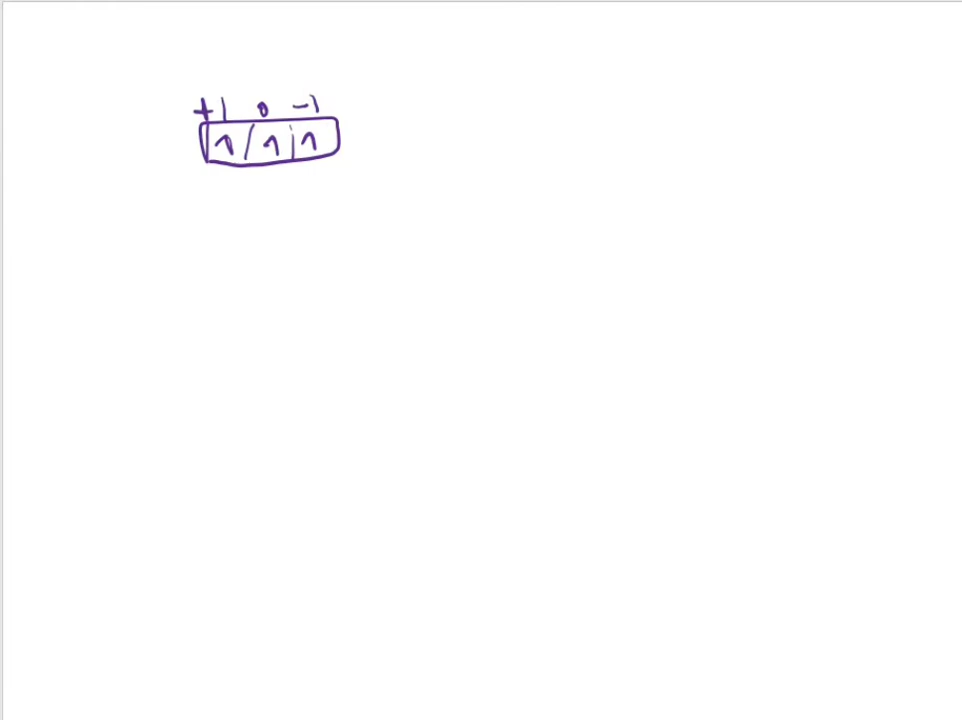 +1 0 -1
↿ ↿ ↿